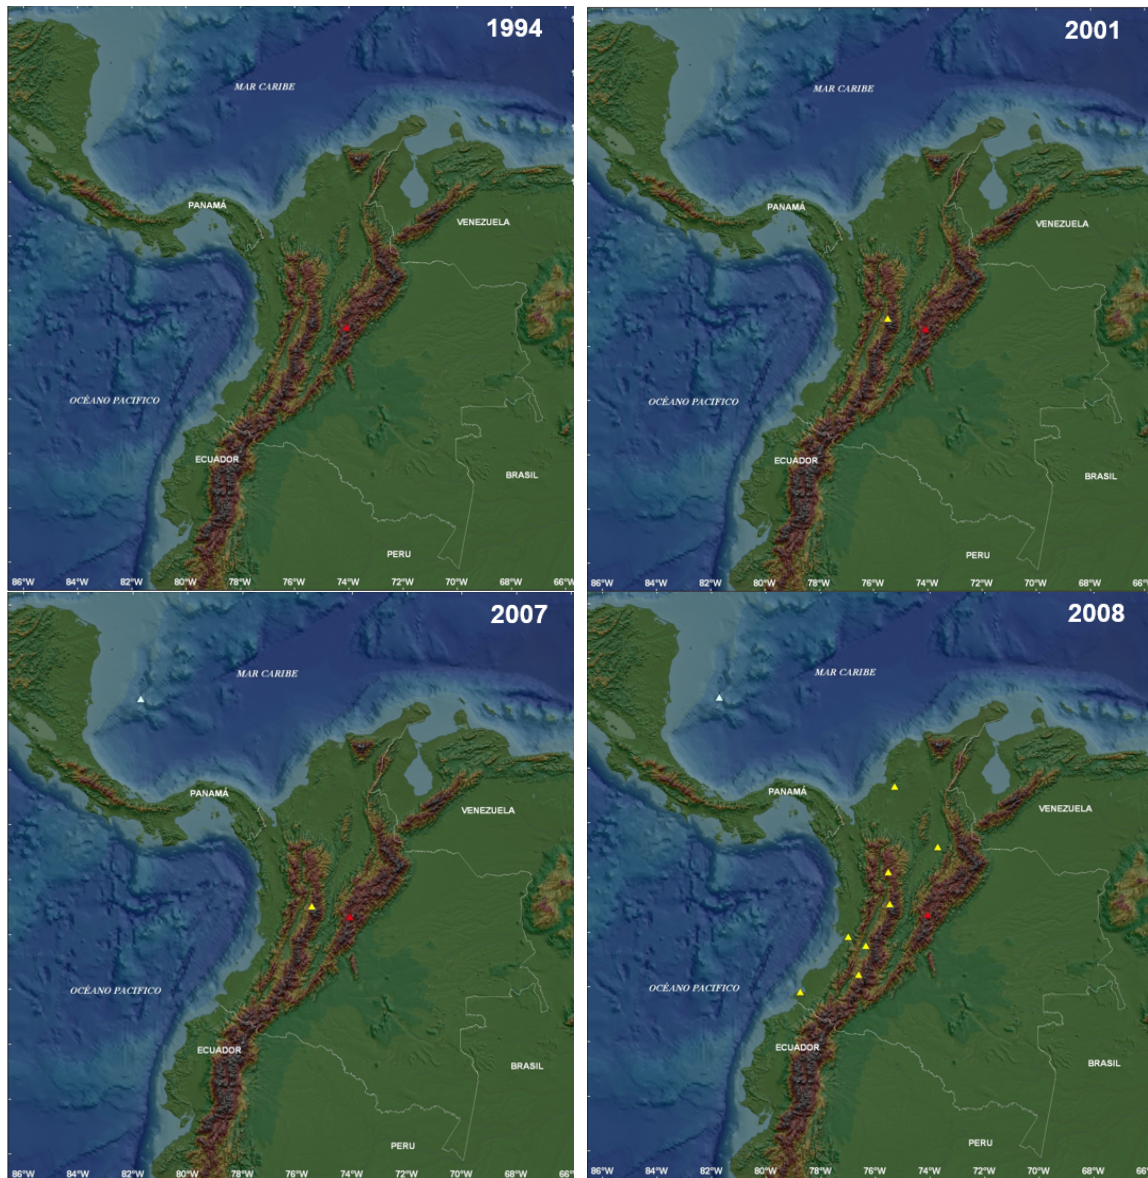 1994
MAR CARIBE
PANAMÁ
VENEZUELA
OCÉANO PACIFICO
ECUADOR
BRASIL
PERU
86°W 84°W 82°W 80°W 78°W 76°W 74°W 72°W 70°W 68°W 66°W
2001
MAR CARIBE
PANAMÁ
VENEZUELA
OCÉANO PACIFICO
ECUADOR
BRASIL
PERU
86°W 84°W 82°W 80°W 78°W 76°W 74°W 72°W 70°W 68°W 66°
2007
MAR CARIBE
PANAMÁ
VENEZUELA
OCÉANO PACIFICO
ECUADOR
BRASIL
PERU
86°W 84°W 82°W 80°W 78°W 76°W 74°W 72°W 70°W 68°W 66°W
2008
MAR CARIBE
PANAMÁ
VENEZUELA
OCÉANO PACIFICO
ECUADOR
BRASIL
PERU
86°W 84°W 82°W 80°W 78°W 76°W 74°W 72°W 70°W 68°W 66°